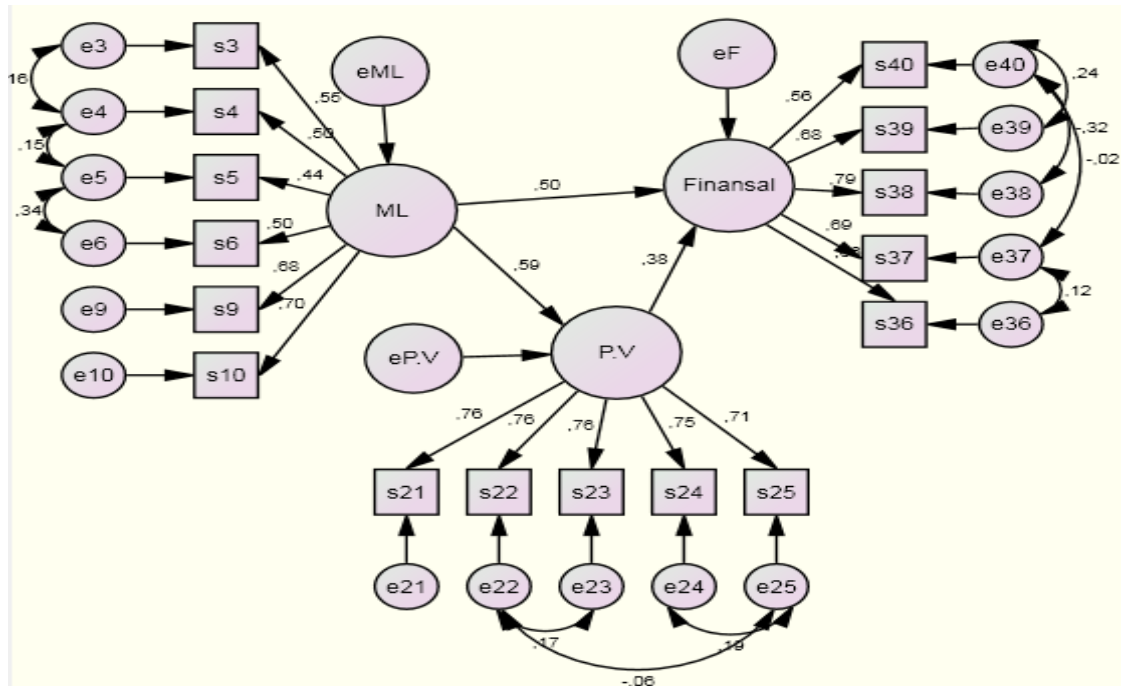 e3
s3
eML
eF
s40
e40
.24
.16
.55
.56
e4
s4
.50
.68
s39
e39
-.32
-.02
.15
e5
s5
.44
ML
.50
Finansal
.79
s38
e38
.34
e6
s6
.50
.59
.38
.69
s37
e37
.12
.68
e9
s9
.70
s36
e36
e10
s10
eP.V
P.V
.76
.76
.76
.75
.71
s21
s22
s23
s24
s25
e21
e22
e23
e24
e25
.17
.19
-.06